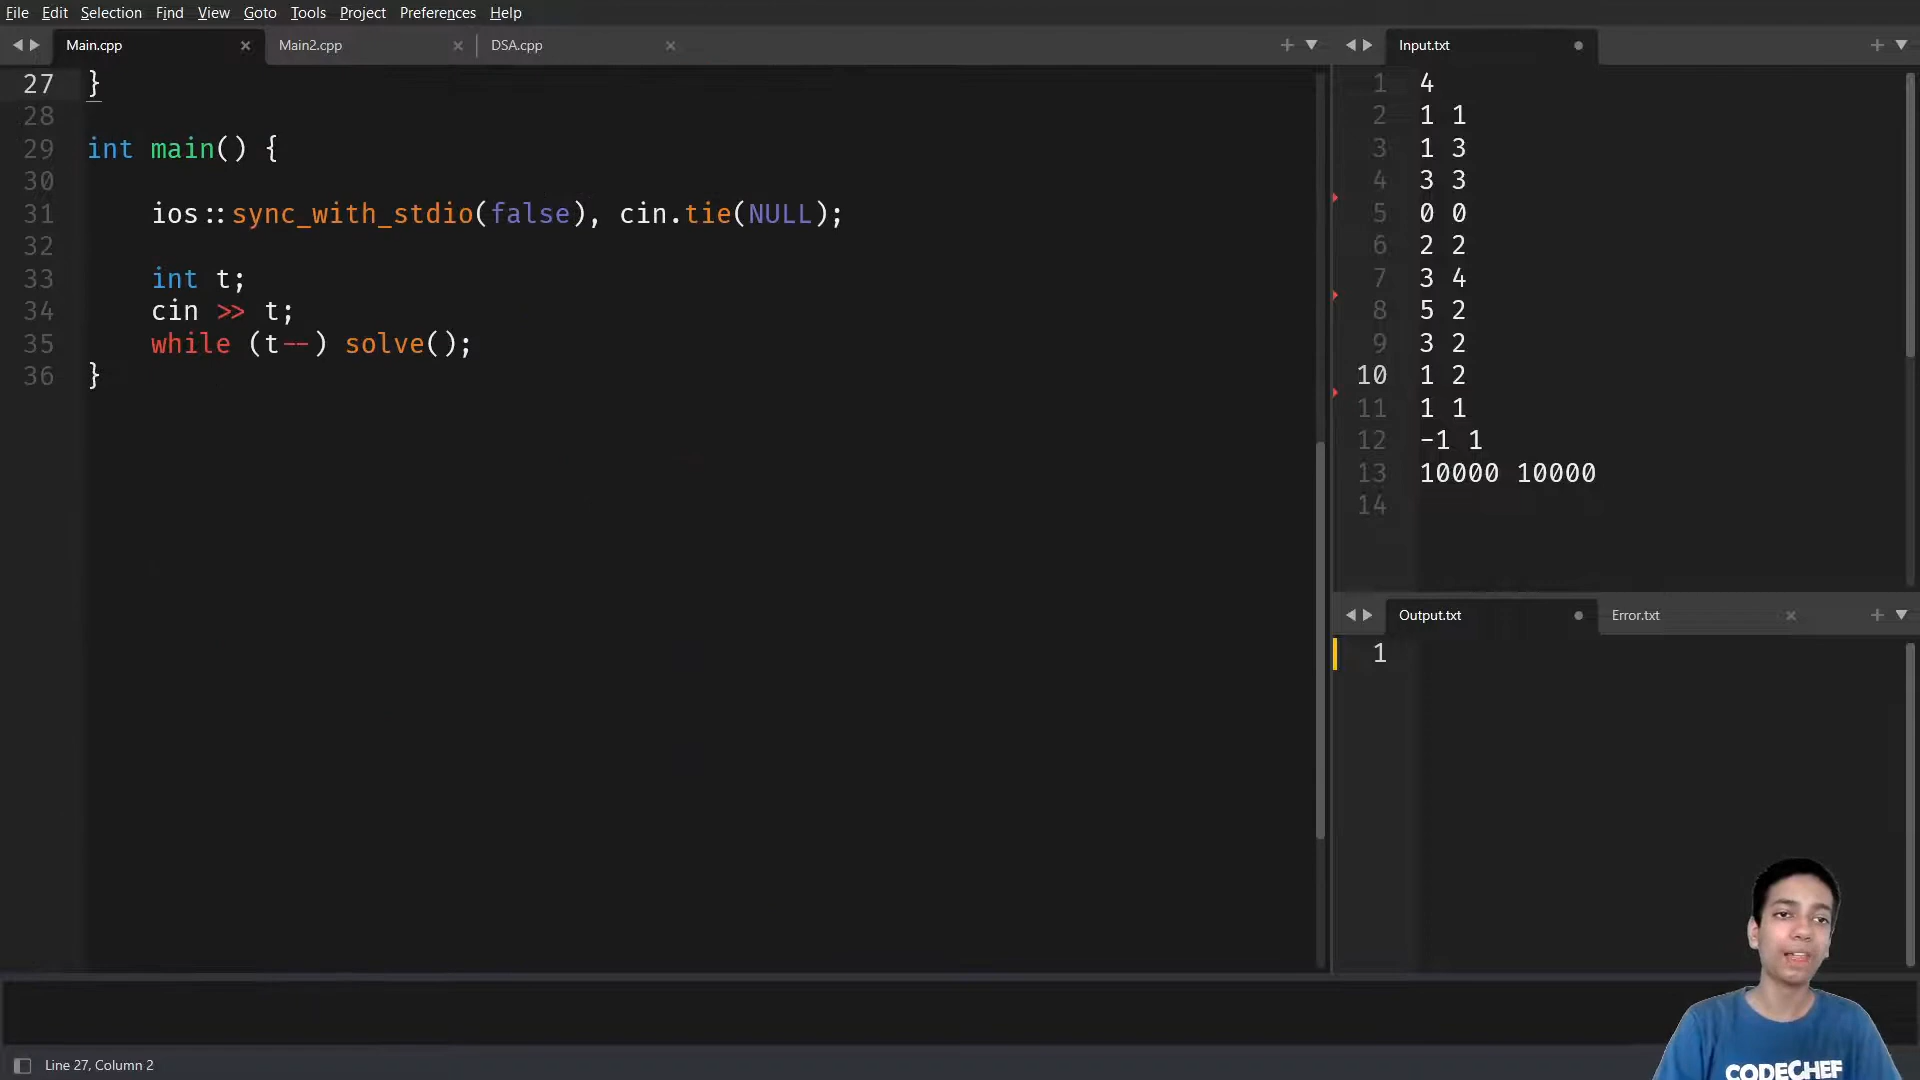 File Edit Selection Find View Goto Tools Project Preferences Help
Main.cpp Main2.cpp DSA.cpp
27 }
28
29 int main() {
30
31 ios::sync_with_stdio(false), cin.tie(NULL);
32
33 int t;
34 cin >> t;
35 while (t--) solve();
36 }
Input.txt
1 4
2 1 1
3 1 3
4 3 3
5 0 0
6 2 2
7 3 4
8 5 2
9 3 2
10 1 2
11 1 1
12 -1 1
13 10000 10000
14
Output.txt Error.txt
1
CODECHEF
Line 27, Column 2